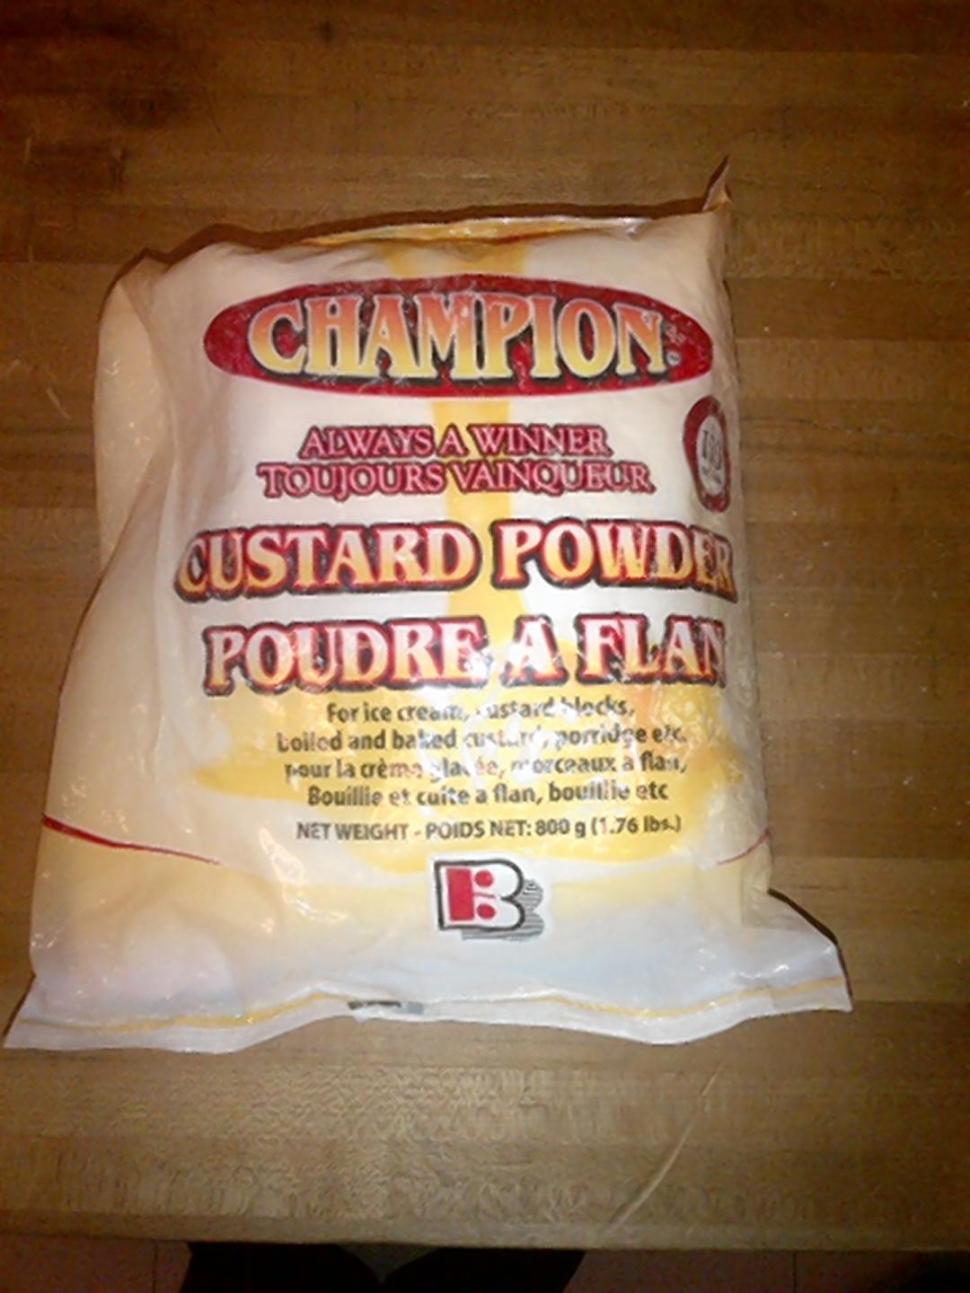 CHAMPION
ALWAYS A WINNER
TOUJOURS VAINQUEUR
CUSTARD POWDER
POUDRE A FLAN
For ice cream, custard blocks,
boiled and baked custard, porridge etc.
pour la crème glacée, morceaux a flan,
Bouillie et cuite a flan, bouillie etc
NET WEIGHT - POIDS NET: 800 g (1.76 lbs.)
B